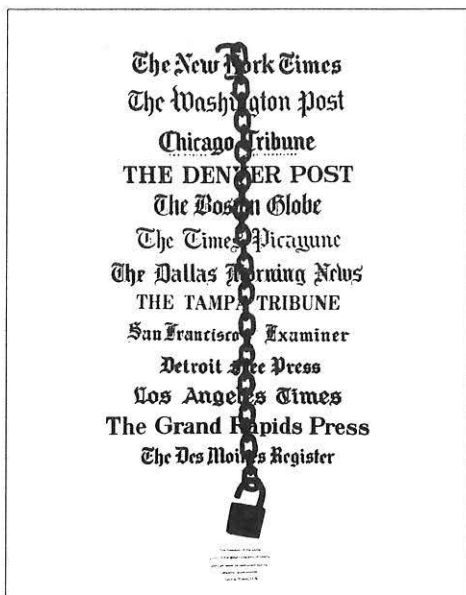 The New York Times
The Washington Post
Chicago Tribune
THE DENVER POST
The Boston Globe
The Times-Picayune
The Dallas Morning News
THE TAMPA TRIBUNE
San Francisco Examiner
Detroit Free Press
Los Angeles Times
The Grand Rapids Press
The Des Moines Register